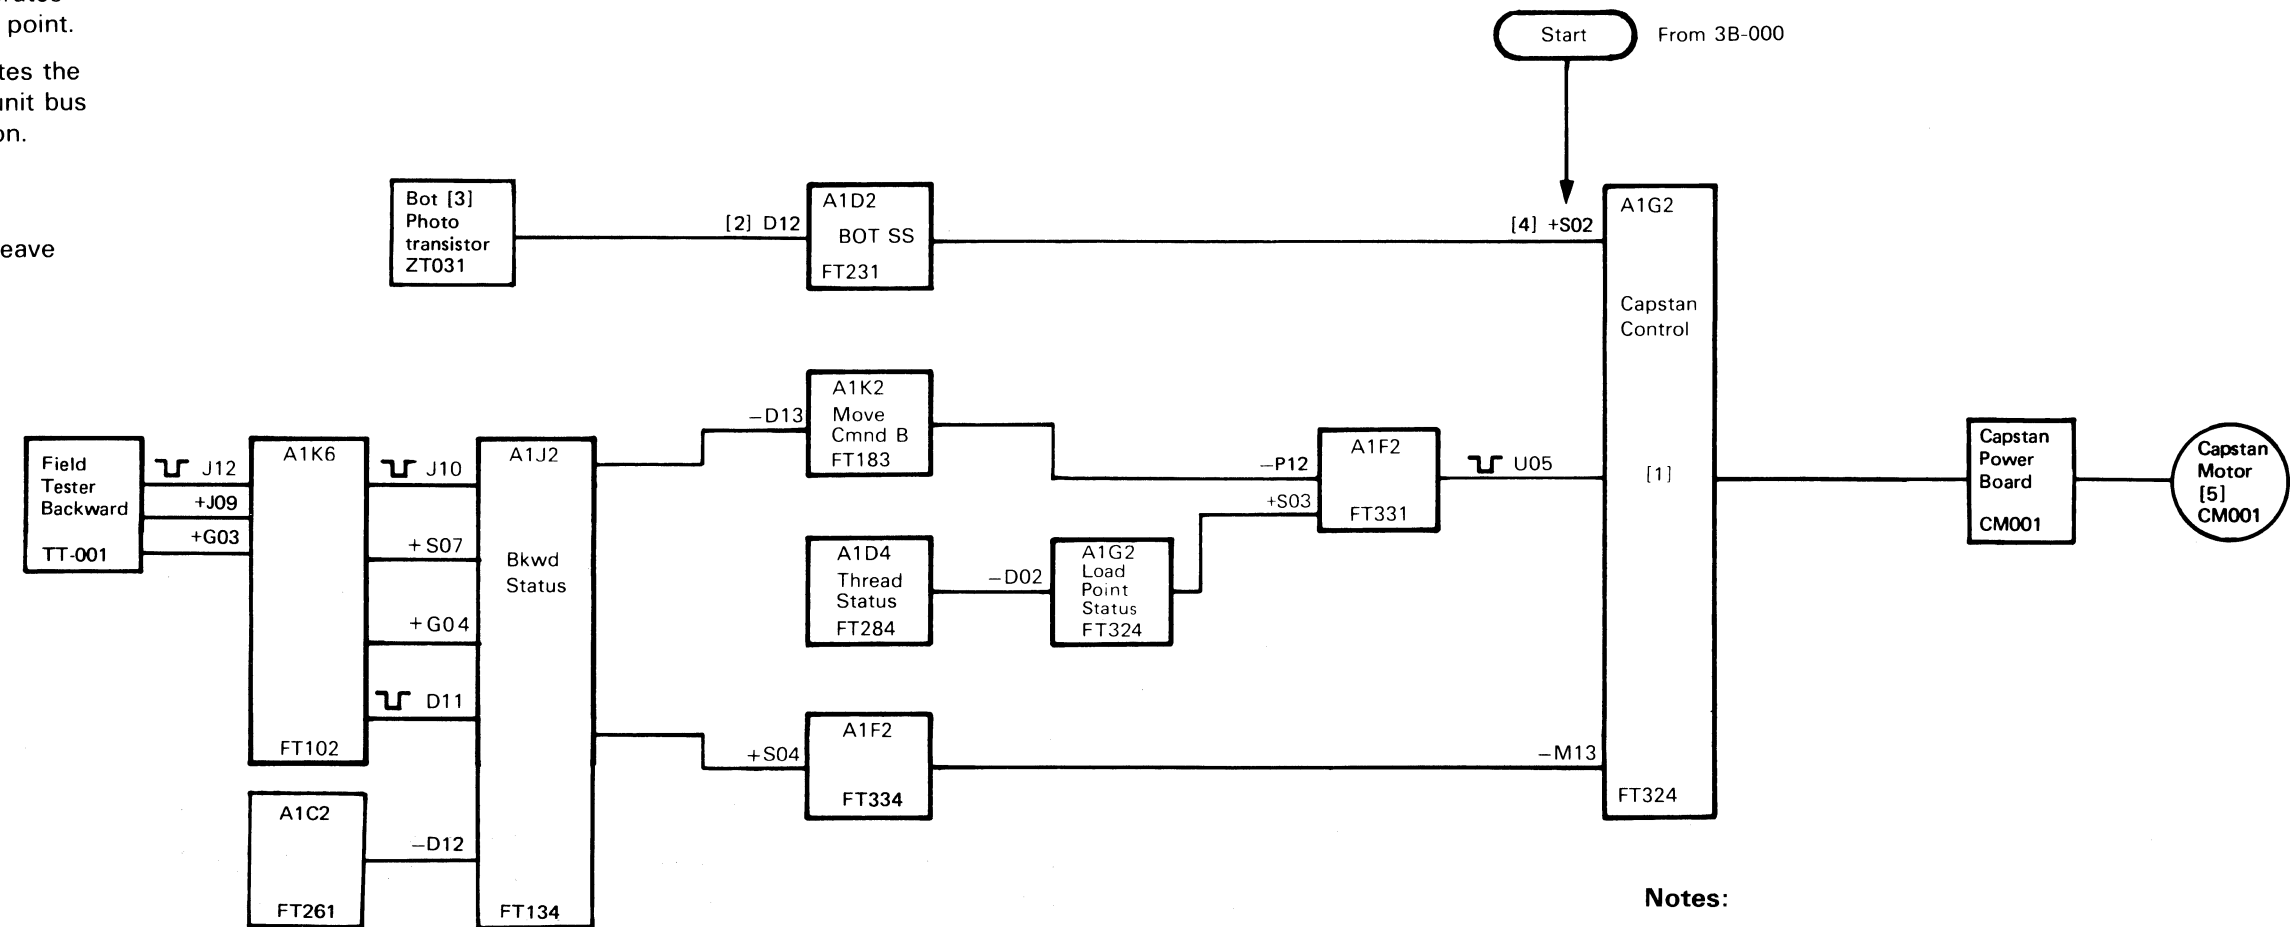 point.
tes the
unit bus
on.
eave
Start
From 3B-000
Bot [3]
Photo
transistor
ZT031
[2] D12
A1D2
BOT SS
FT231
[4] +S02
A1G2
Capstan
Control
[1]
FT324
Field
Tester
Backward
TT-001
J12
+J09
+G03
A1K6
FT102
J10
+S07
+G04
D11
A1C2
FT261
−D12
A1J2
Bkwd
Status
FT134
−D13
A1K2
Move
Cmnd B
FT183
−P12
+S03
A1F2
FT331
U05
A1D4
Thread
Status
FT284
−D02
A1G2
Load
Point
Status
FT324
+S04
A1F2
FT334
−M13
Capstan
Power
Board
CM001
Capstan
Motor
[5]
CM001
Notes: